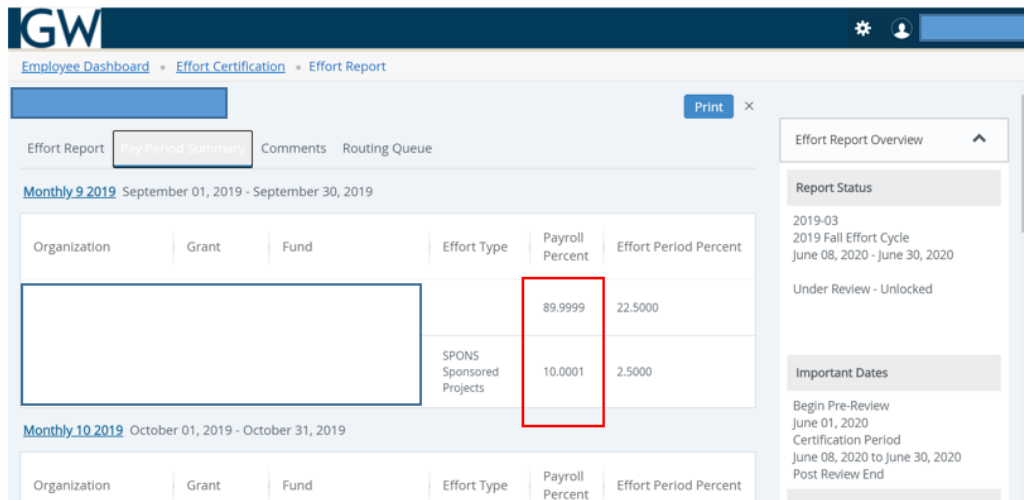 GW
Employee Dashboard • Effort Certification • Effort Report
Print ×
Effort Report Pay Period Summary Comments Routing Queue
Monthly 9 2019 September 01, 2019 - September 30, 2019
Organization Grant Fund Effort Type Payroll Percent Effort Period Percent
89.9999 22.5000
SPONS
Sponsored
Projects
10.0001 2.5000
Monthly 10 2019 October 01, 2019 - October 31, 2019
Organization Grant Fund Effort Type Payroll Percent Effort Period Percent
Effort Report Overview
Report Status
2019-03
2019 Fall Effort Cycle
June 08, 2020 - June 30, 2020
Under Review - Unlocked
Important Dates
Begin Pre-Review
June 01, 2020
Certification Period
June 08, 2020 to June 30, 2020
Post Review End